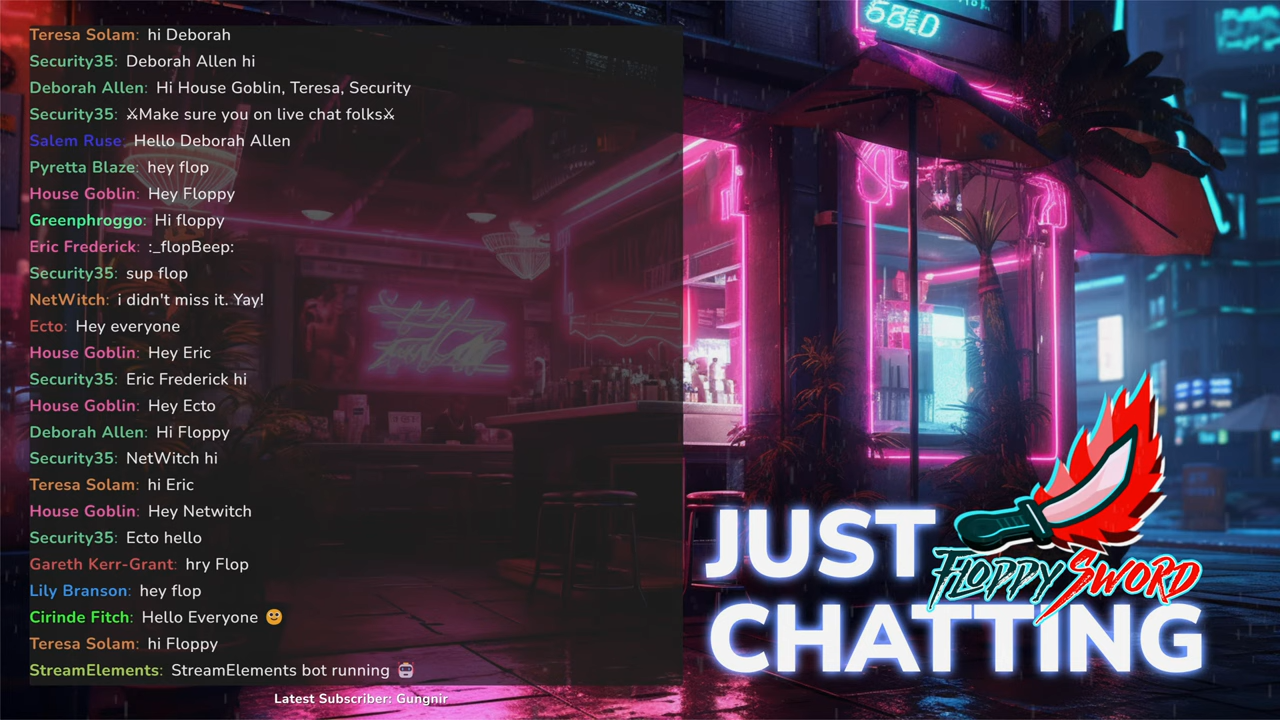 Teresa Solam: hi Deborah
Security35: Deborah Allen hi
Deborah Allen: Hi House Goblin, Teresa, Security
Security35: ⚔Make sure you on live chat folks⚔
Salem Ruse: Hello Deborah Allen
Pyretta Blaze: hey flop
House Goblin: Hey Floppy
Greenphroggo: Hi floppy
Eric Frederick: :_flopBeep:
Security35: sup flop
NetWitch: i didn't miss it. Yay!
Ecto: Hey everyone
House Goblin: Hey Eric
Security35: Eric Frederick hi
House Goblin: Hey Ecto
Deborah Allen: Hi Floppy
Security35: NetWitch hi
Teresa Solam: hi Eric
House Goblin: Hey Netwitch
Security35: Ecto hello
Gareth Kerr-Grant: hry Flop
Lily Branson: hey flop
Cirinde Fitch: Hello Everyone 🙂
Teresa Solam: hi Floppy
StreamElements: StreamElements bot running 🤖
Latest Subscriber: Gungnir
JUST
FLOPPY SWORD
CHATTING